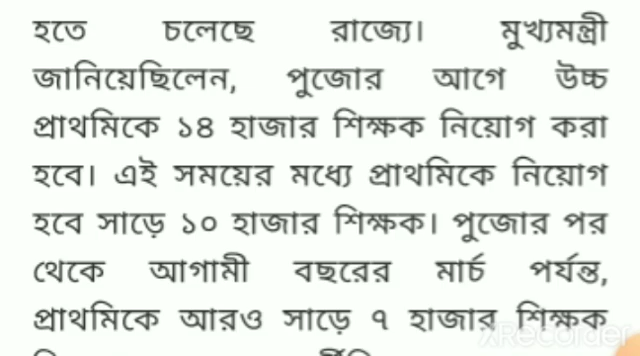 হতে চলেছে রাজ্যে। মুখ্যমন্ত্রী
জানিয়েছিলেন, পুজোর আগে উচ্চ
প্রাথমিকে ১৪ হাজার শিক্ষক নিয়োগ করা
হবে। এই সময়ের মধ্যে প্রাথমিকে নিয়োগ
হবে সাড়ে ১০ হাজার শিক্ষক। পুজোর পর
থেকে আগামী বছরের মার্চ পর্যন্ত,
প্রাথমিকে আরও সাড়ে ৭ হাজার শিক্ষক
XRecorder